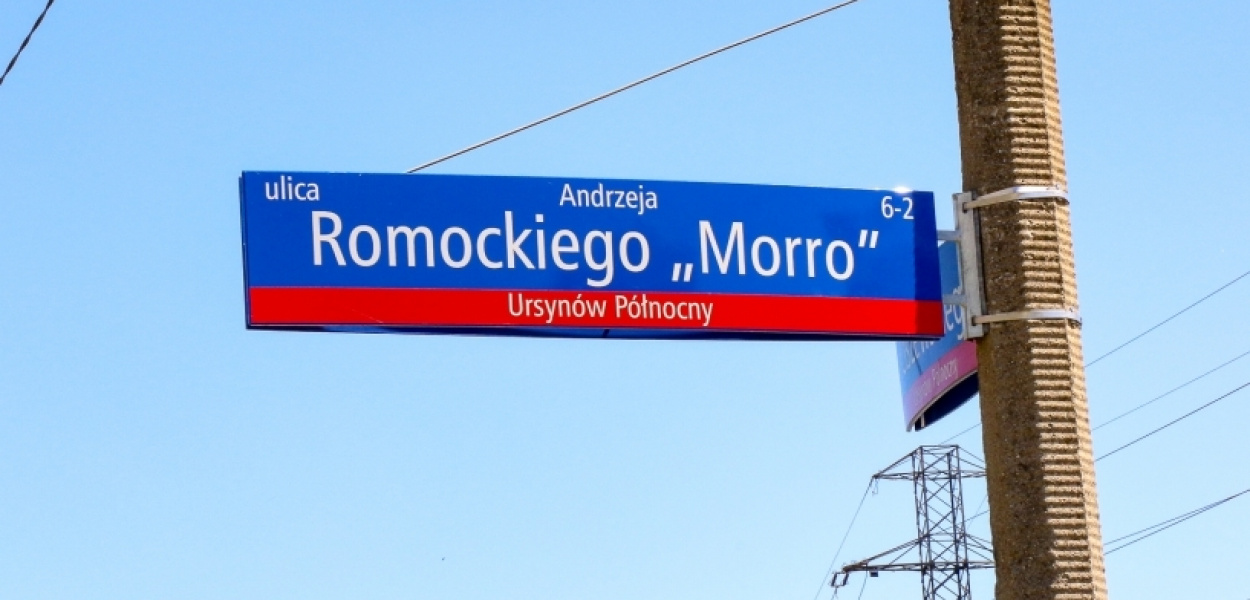 ulica
Andrzeja
6-2
Romockiego „Morro”
Ursynów Północny